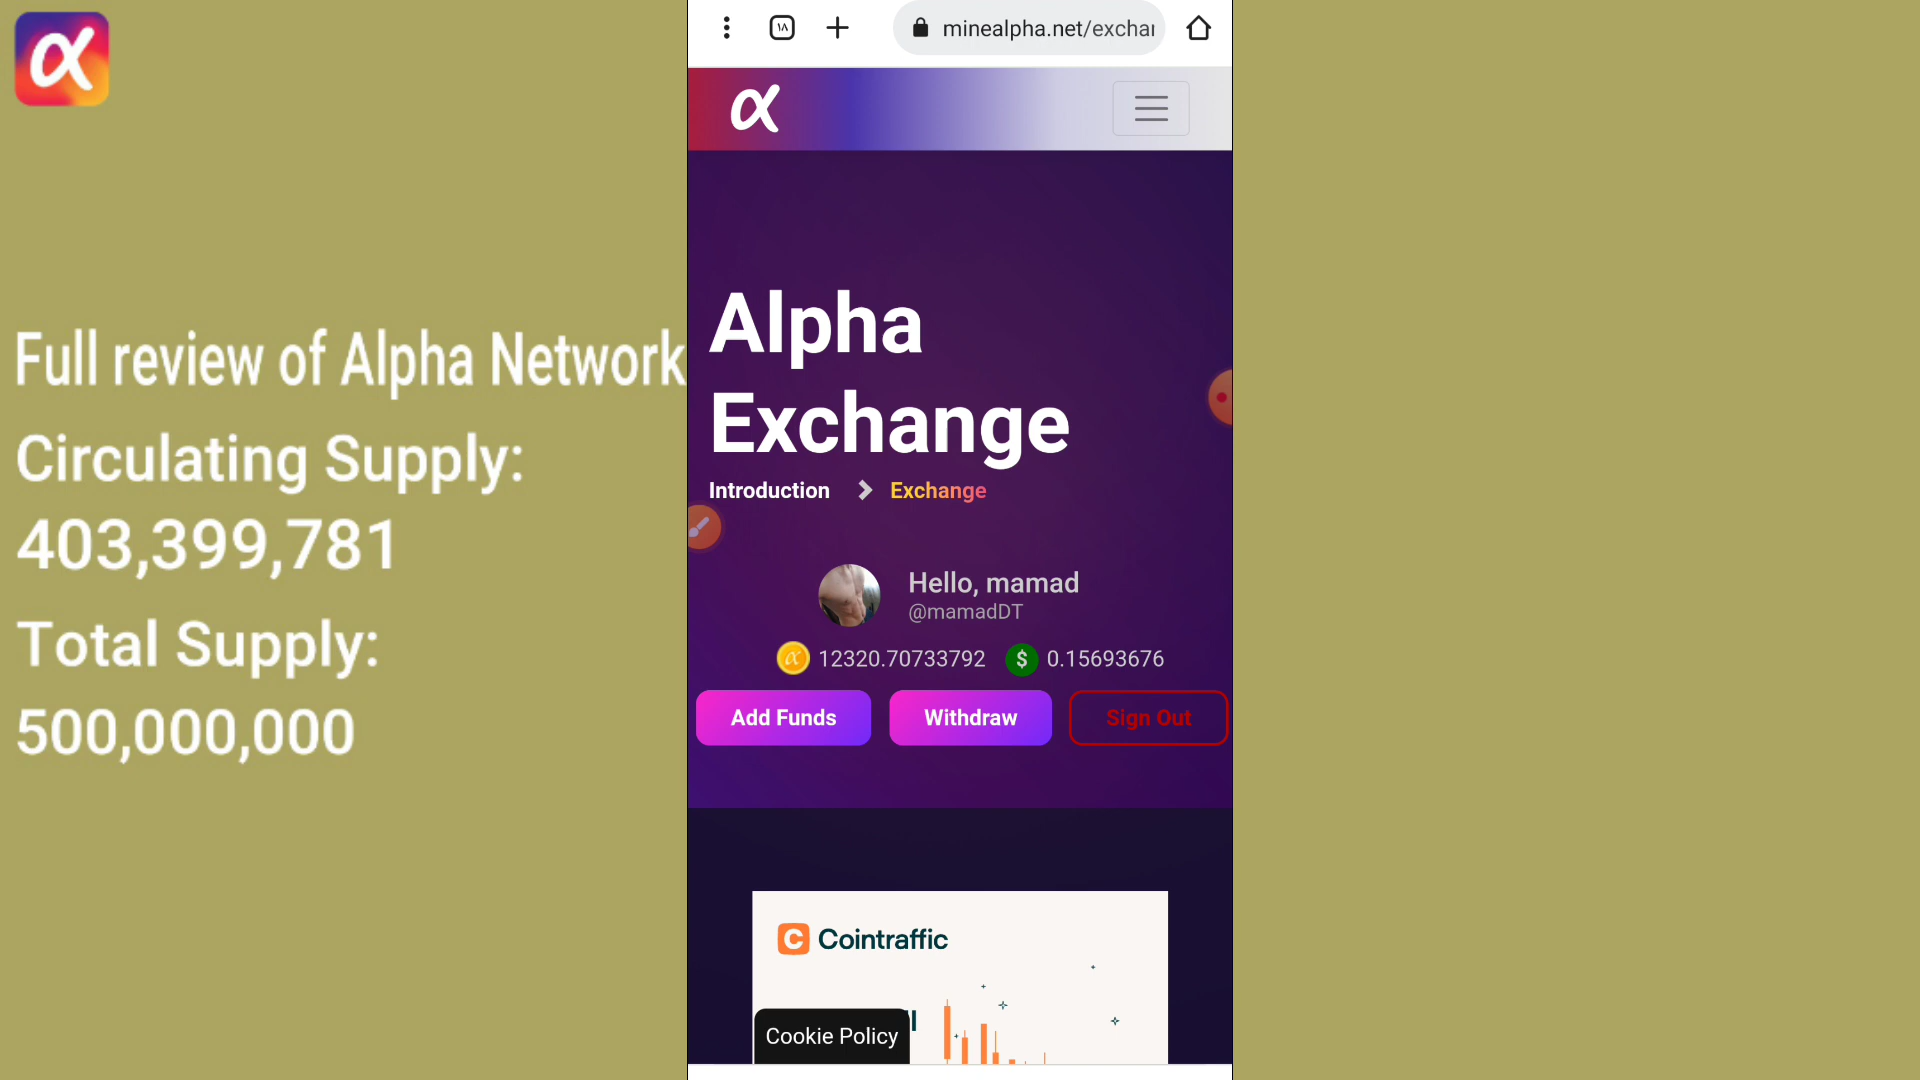 minealpha.net/exchar
α
α
Full review of Alpha Network
Circulating Supply:
403,399,781
Total Supply:
500,000,000
Alpha
Exchange
Introduction
Exchange
Hello, mamad
@mamadDT
12320.70733792
$ 0.15693676
Add Funds
Withdraw
Sign Out
C Cointraffic
Cookie Policy